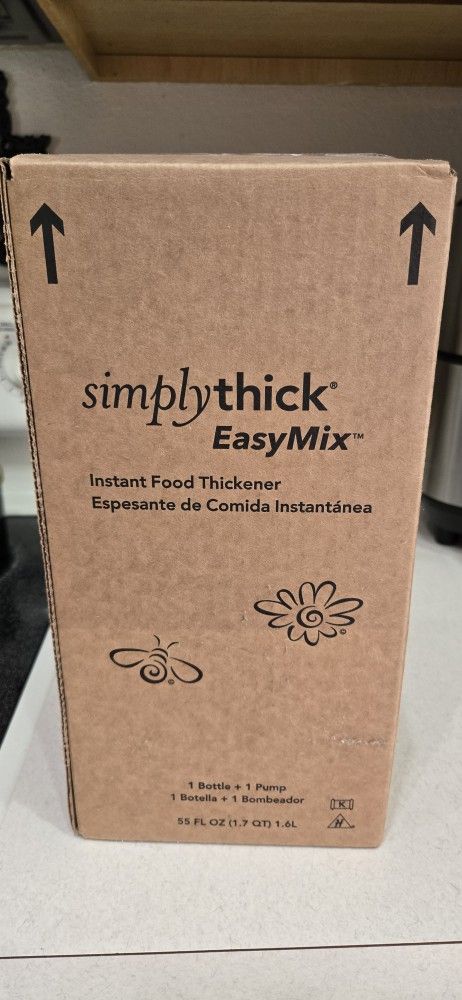 simplythick®
EasyMix™
Instant Food Thickener
Espesante de Comida Instantánea
©
©
1 Bottle + 1 Pump
1 Botella + 1 Bombeador
K
55 FL OZ (1.7 QT) 1.6L
H